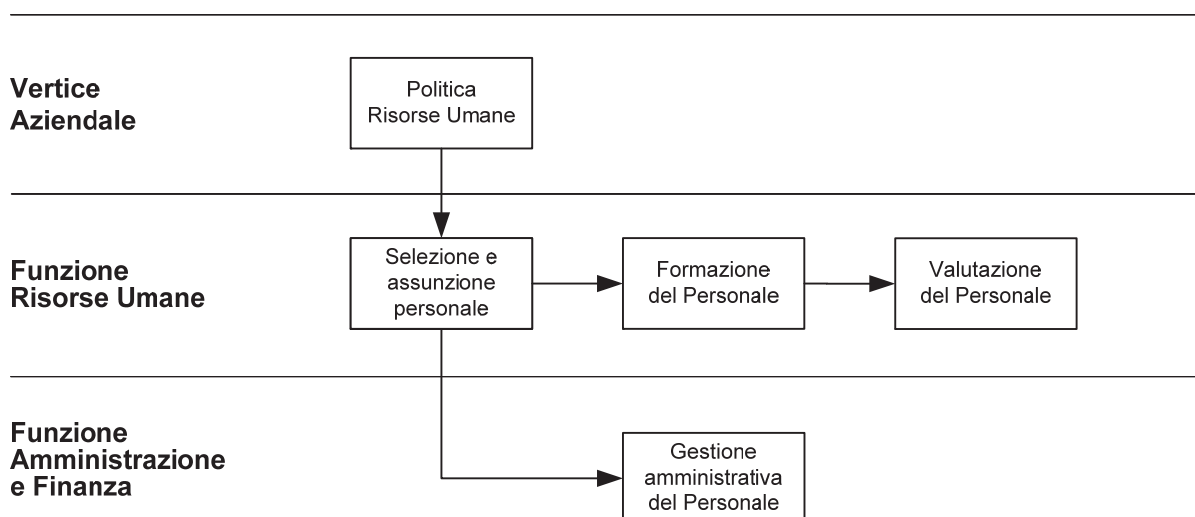 Vertice
Aziendale
Politica
Risorse Umane
Funzione
Risorse Umane
Selezione e
assunzione
personale
Formazione
del Personale
Valutazione
del Personale
Funzione
Amministrazione
e Finanza
Gestione
amministrativa
del Personale